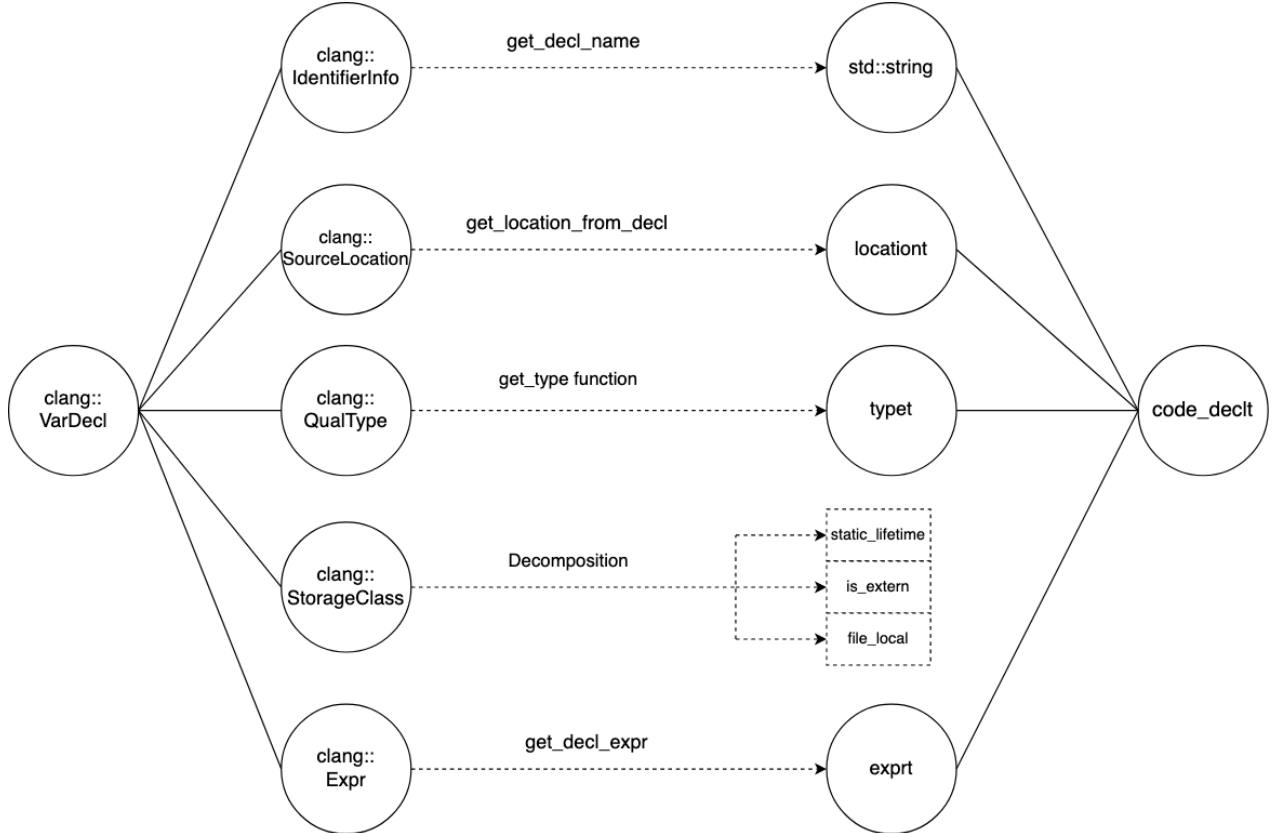 clang::
IdentifierInfo
get_decl_name
std::string
clang::
SourceLocation
get_location_from_decl
locationt
clang::
VarDecl
clang::
QualType
get_type function
typet
code_declt
clang::
StorageClass
Decomposition
static_lifetime
is_extern
file_local
clang::
Expr
get_decl_expr
exprt